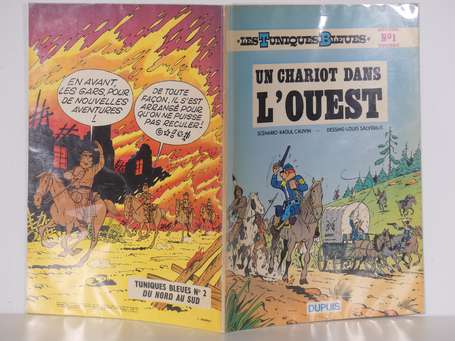 EN AVANT,
LES GARS, POUR
DE NOUVELLES
AVENTURES
!
DE TOUTE
FAÇON, IL S'EST
ARRANGÉ POUR
QU'ON NE PUISSE
PAS RECULER!
TUNIQUES BLEUES N° 2
DU NORD AU SUD
LES TUNIQUES BLEUES
N°1
UN CHARIOT DANS
L'OUEST
SCÉNARIO: RAOUL CAUVIN - DESSINS: LOUIS SALVÉRIUS
DUPUIS